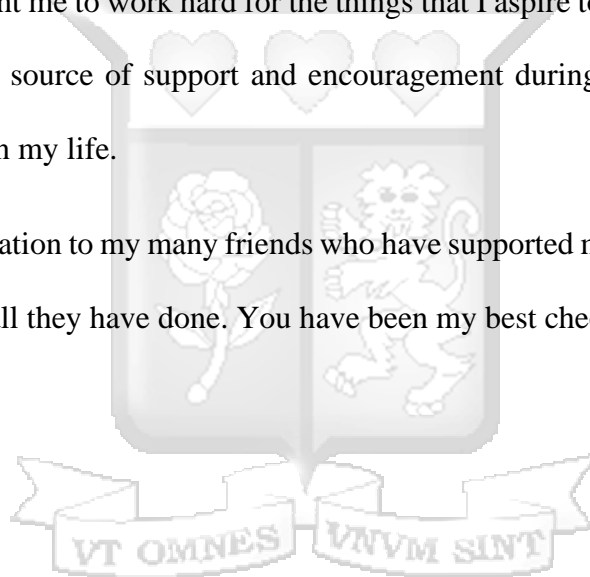 me to work hard for the things that I aspire to
source of support and encouragement during
my life.
ation to my many friends who have supported
ll they have done. You have been my best chee
VT OMNES VNVM SINT